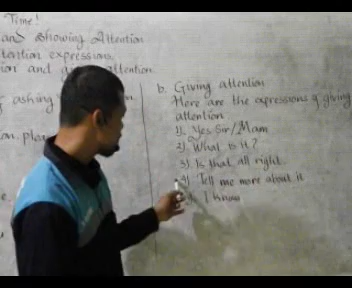 Time!
and showing Attention
ttention expressions.
ion and attention.
g asking
on. pleas
b. Giving attention
Here are the expressions of giving
attention
1). Yes Sir/Mam
2). What is it?
3). Is that all right
4). Tell me more about it
I know